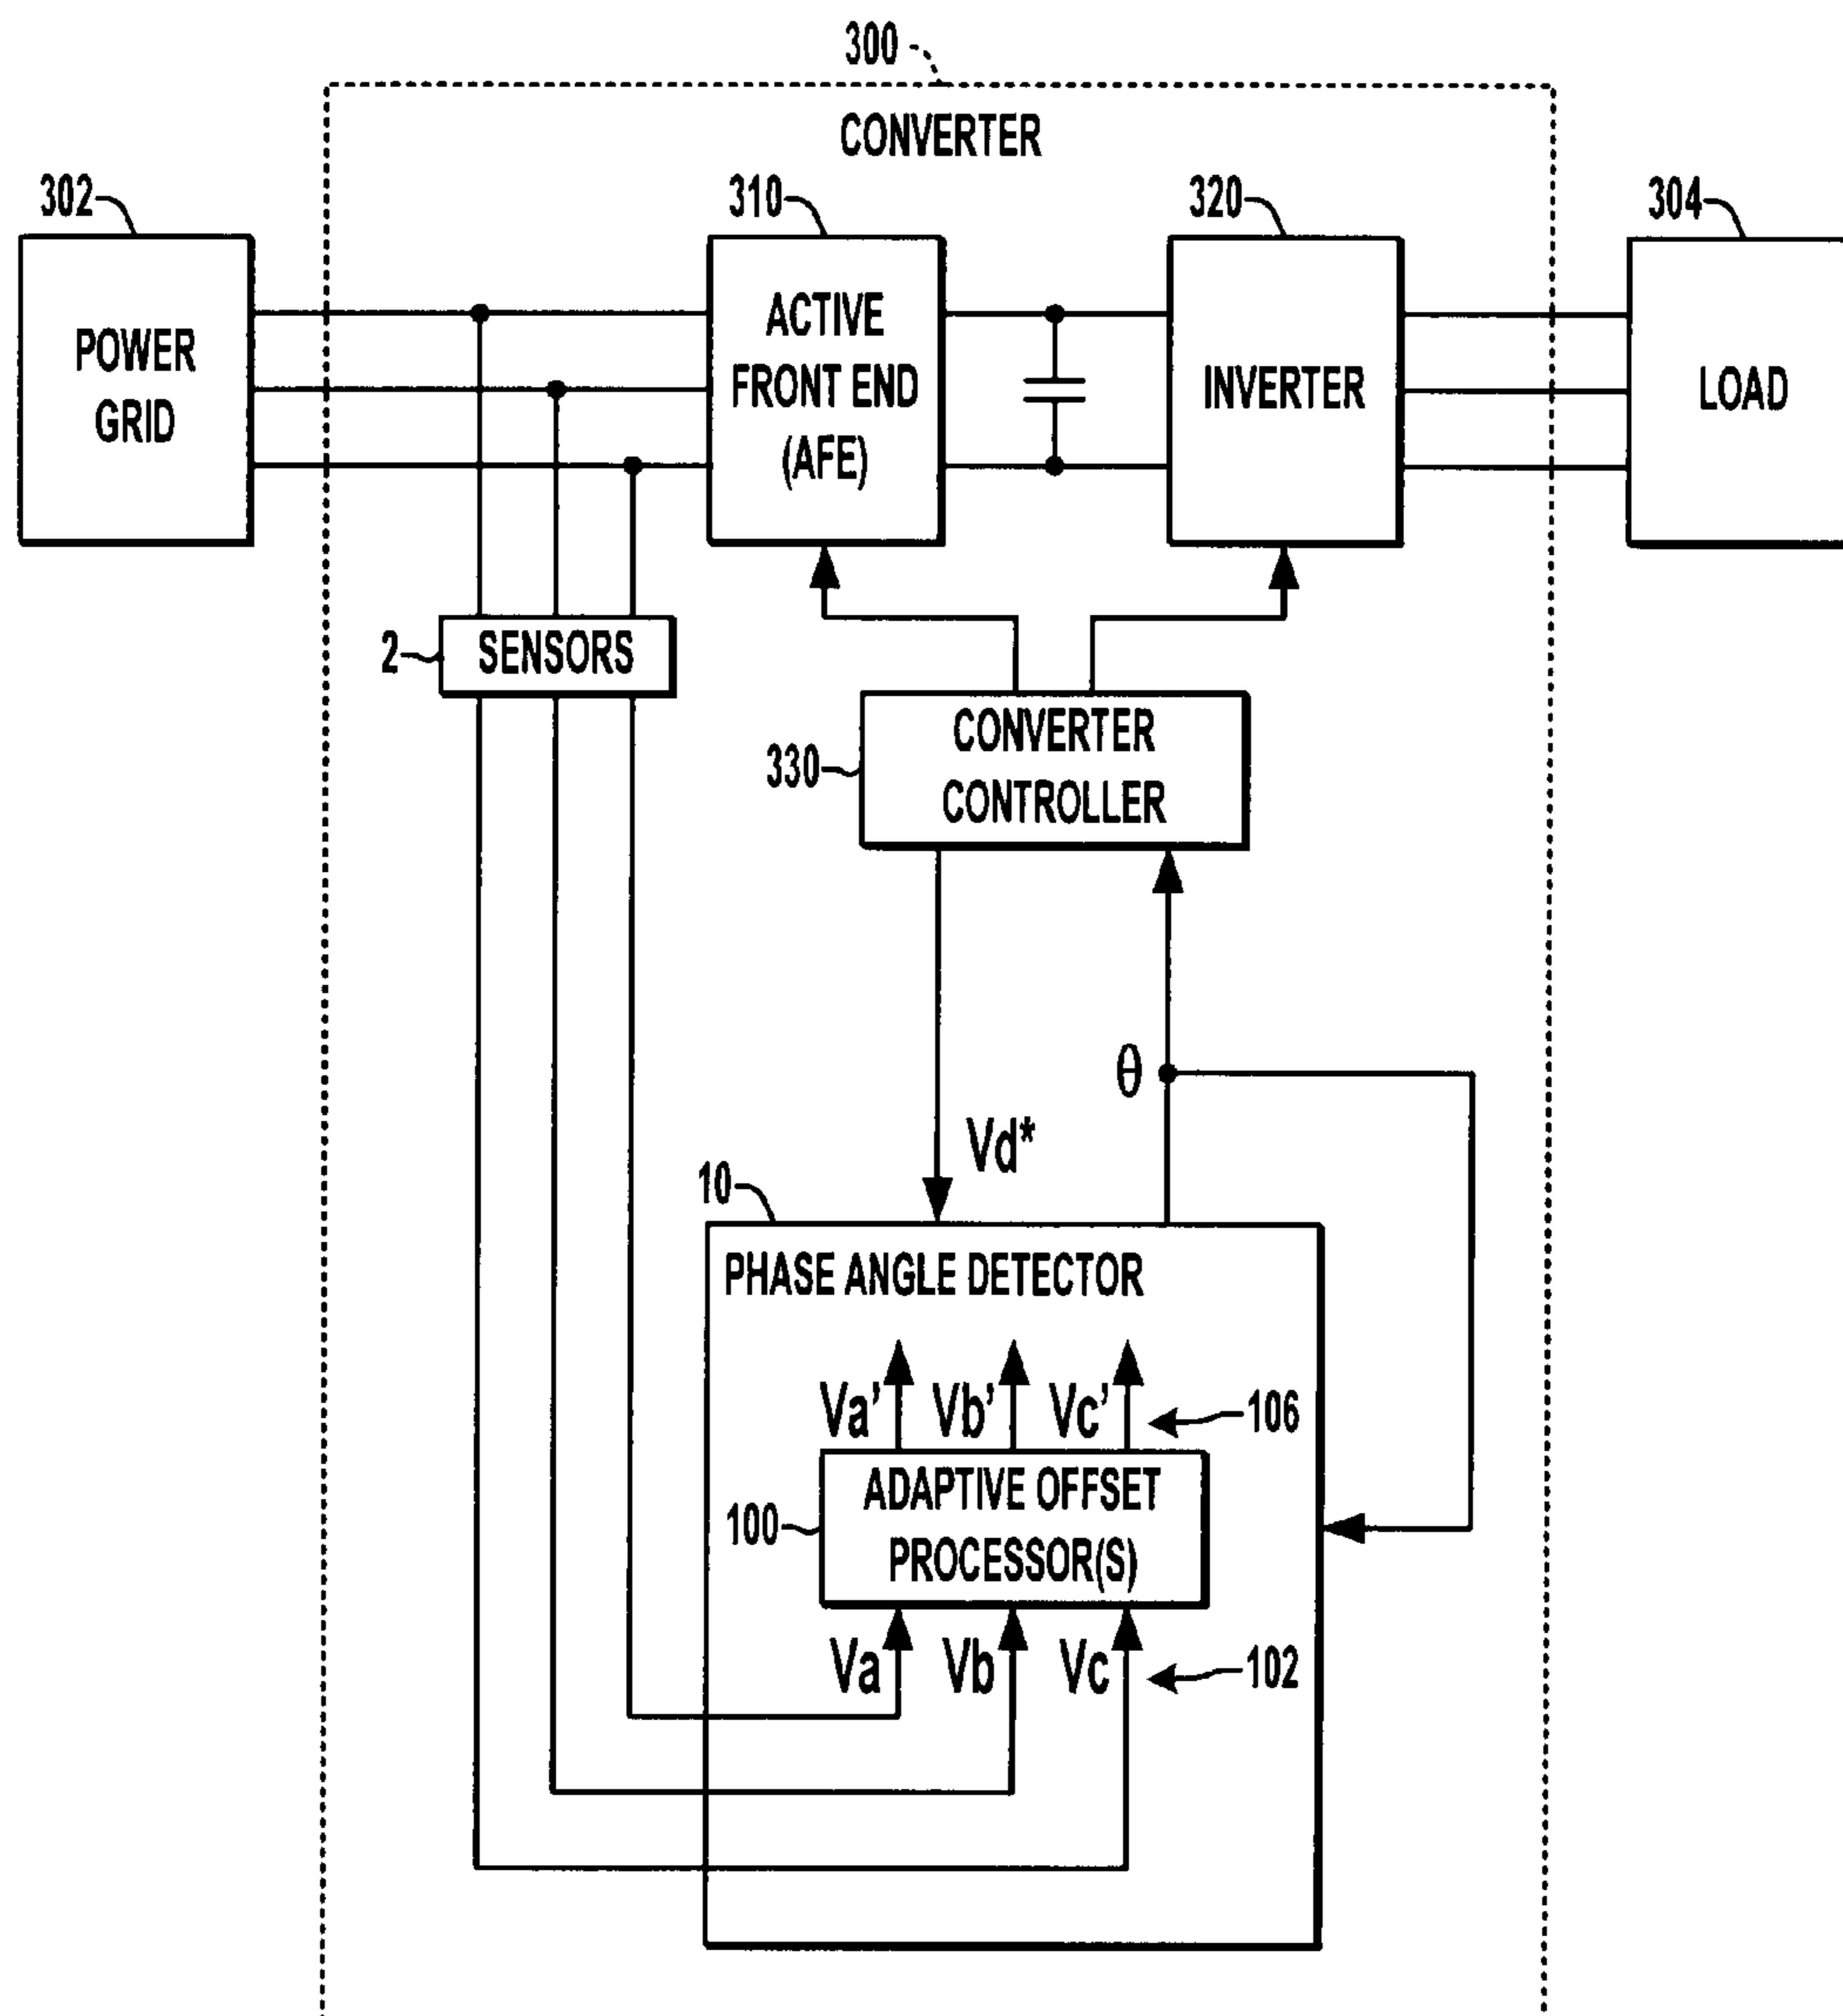 300
CONVERTER
302
310
320
304
POWER
GRID
ACTIVE
FRONT END
(AFE)
INVERTER
LOAD
2
SENSORS
330
CONVERTER
CONTROLLER
θ
Vd*
10
PHASE ANGLE DETECTOR
Va' Vb' Vc'
106
100
ADAPTIVE OFFSET
PROCESSOR(S)
Va Vb Vc
102